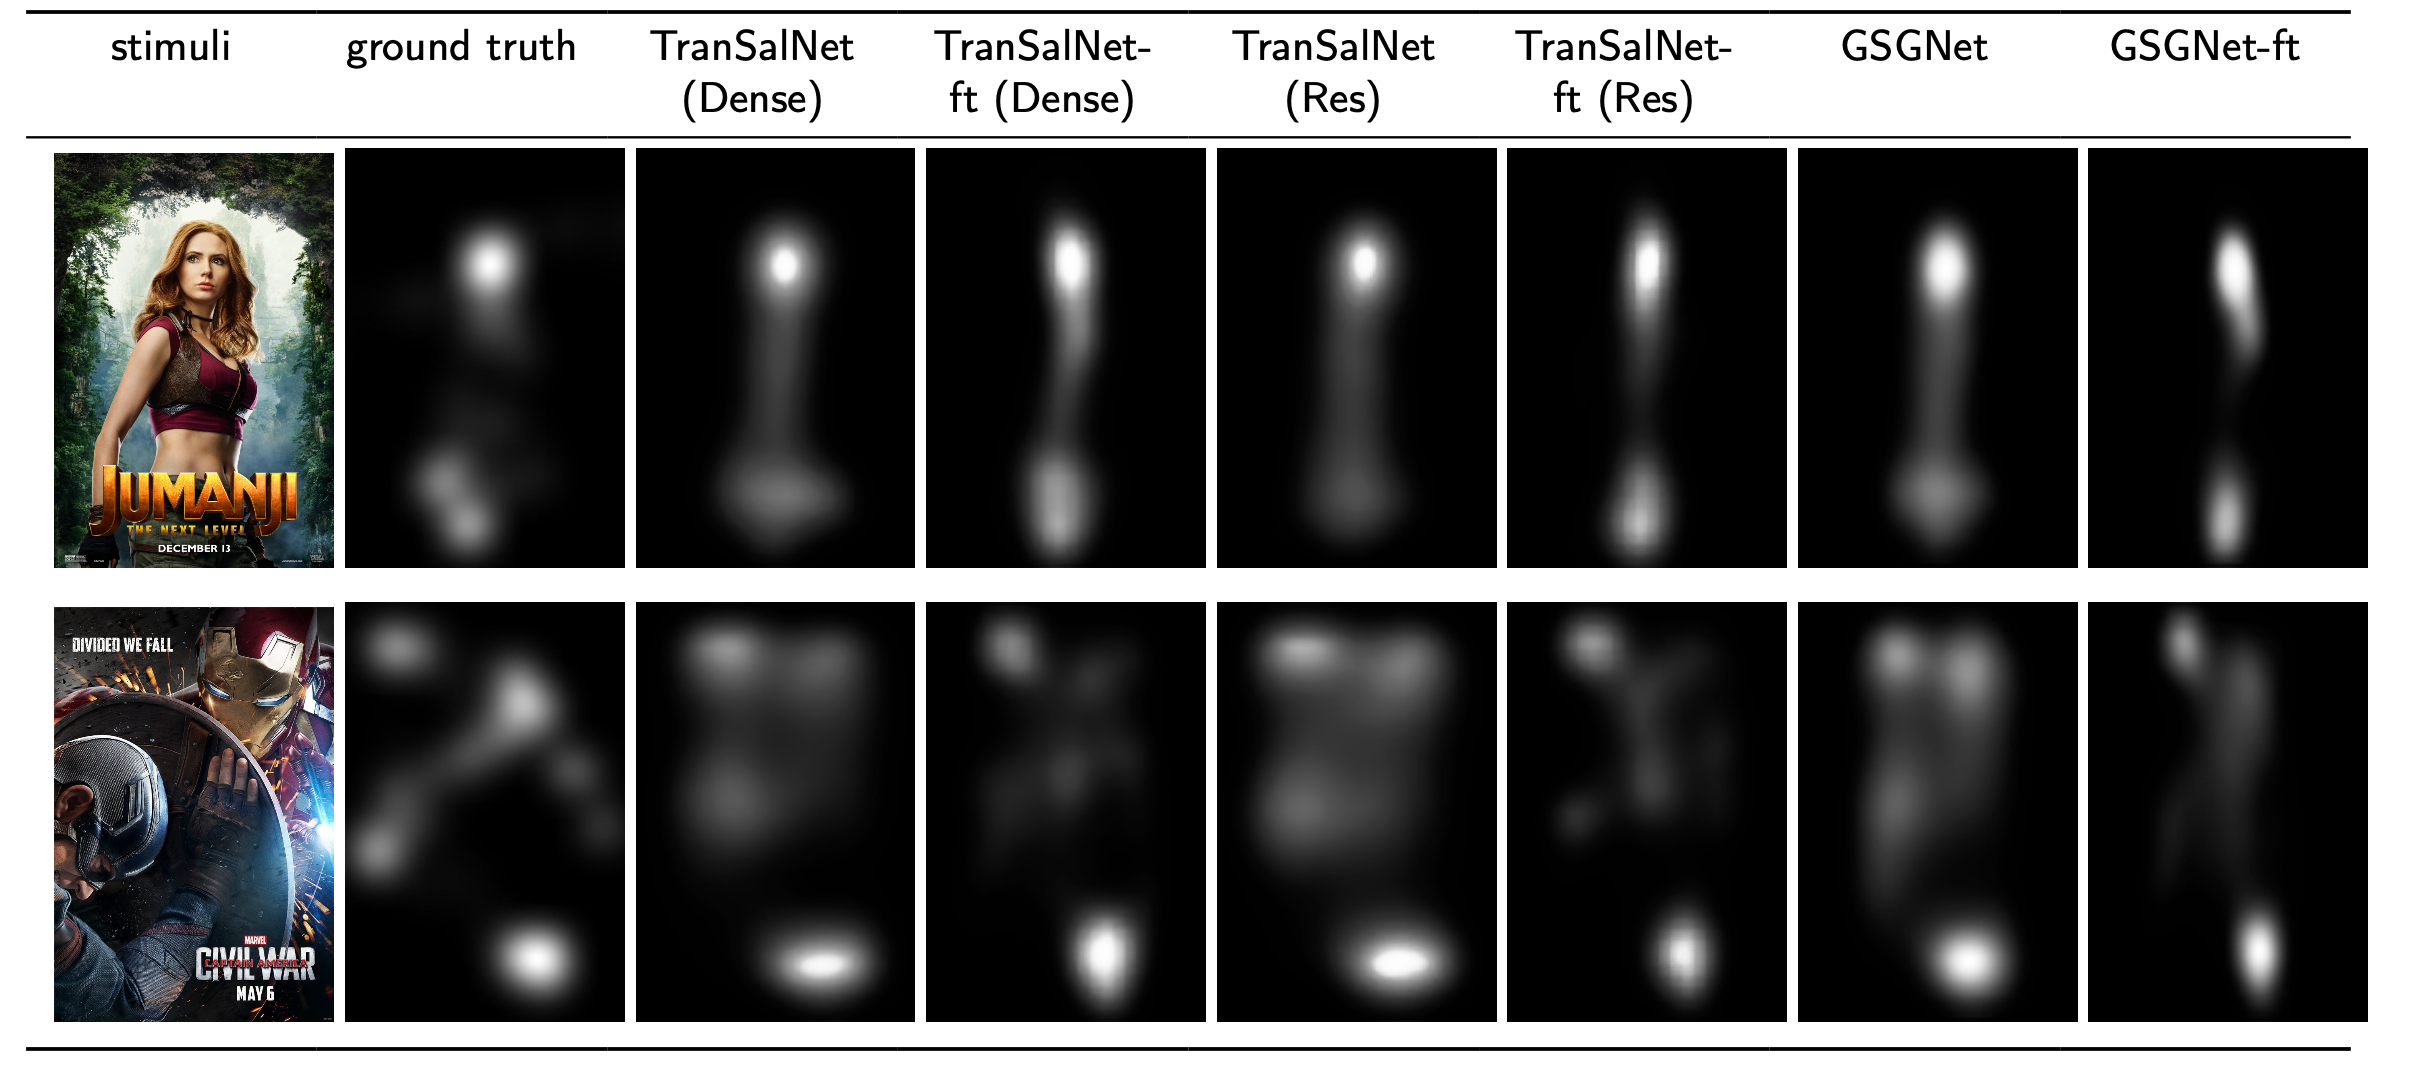 stimuli
ground truth
TranSalNet
(Dense)
TranSalNet-
ft (Dense)
TranSalNet
(Res)
TranSalNet-
ft (Res)
GSGNet
GSGNet-ft
JUMANJI
THE NEXT LEVEL
DECEMBER 13
DIVIDED WE FALL
MARVEL
CAPTAIN AMERICA
CIVIL WAR
MAY 6